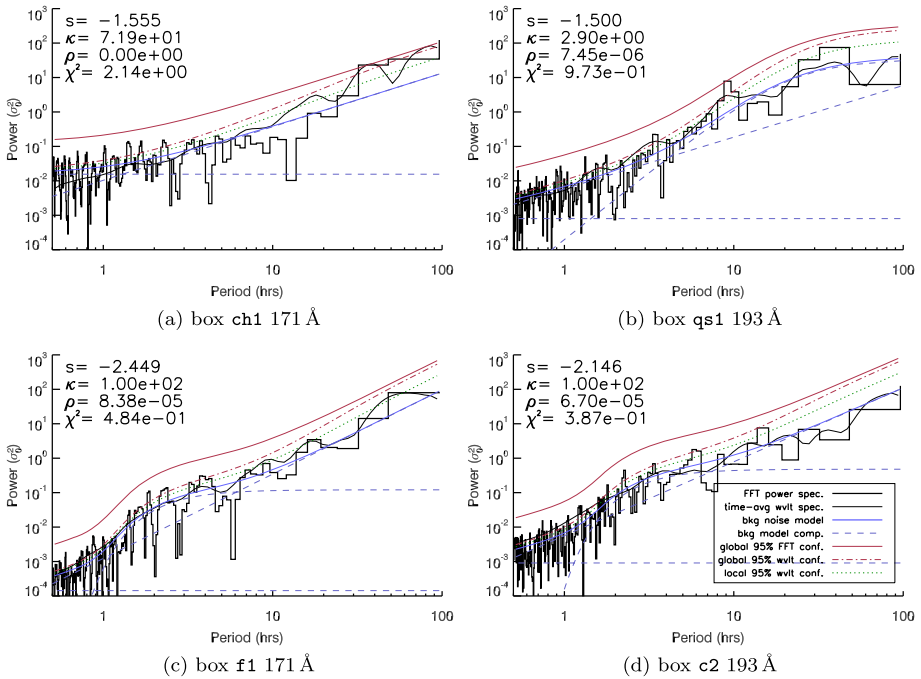 s= -1.555
κ= 7.19e+01
ρ= 0.00e+00
χ²= 2.14e+00
10³
10²
10¹
10⁰
10⁻¹
10⁻²
10⁻³
10⁻⁴
Power (σ₀²)
1 10 100
Period (hrs)
(a) box ch1 171 Å
s= -1.500
κ= 2.90e+00
ρ= 7.45e-06
χ²= 9.73e-01
10³
10²
10¹
10⁰
10⁻¹
10⁻²
10⁻³
10⁻⁴
Power (σ₀²)
1 10 100
Period (hrs)
(b) box qs1 193 Å
s= -2.449
κ= 1.00e+02
ρ= 8.38e-05
χ²= 4.84e-01
10³
10²
10¹
10⁰
10⁻¹
10⁻²
10⁻³
10⁻⁴
Power (σ₀²)
1 10 100
Period (hrs)
(c) box f1 171 Å
s= -2.146
κ= 1.00e+02
ρ= 6.70e-05
χ²= 3.87e-01
10³
10²
10¹
10⁰
10⁻¹
10⁻²
10⁻³
10⁻⁴
Power (σ₀²)
FFT power spec.
time-avg wvlt spec.
bkg noise model
bkg model comp.
global 95% FFT conf.
global 95% wvlt conf.
local 95% wvlt conf.
1 10 100
Period (hrs)
(d) box c2 193 Å